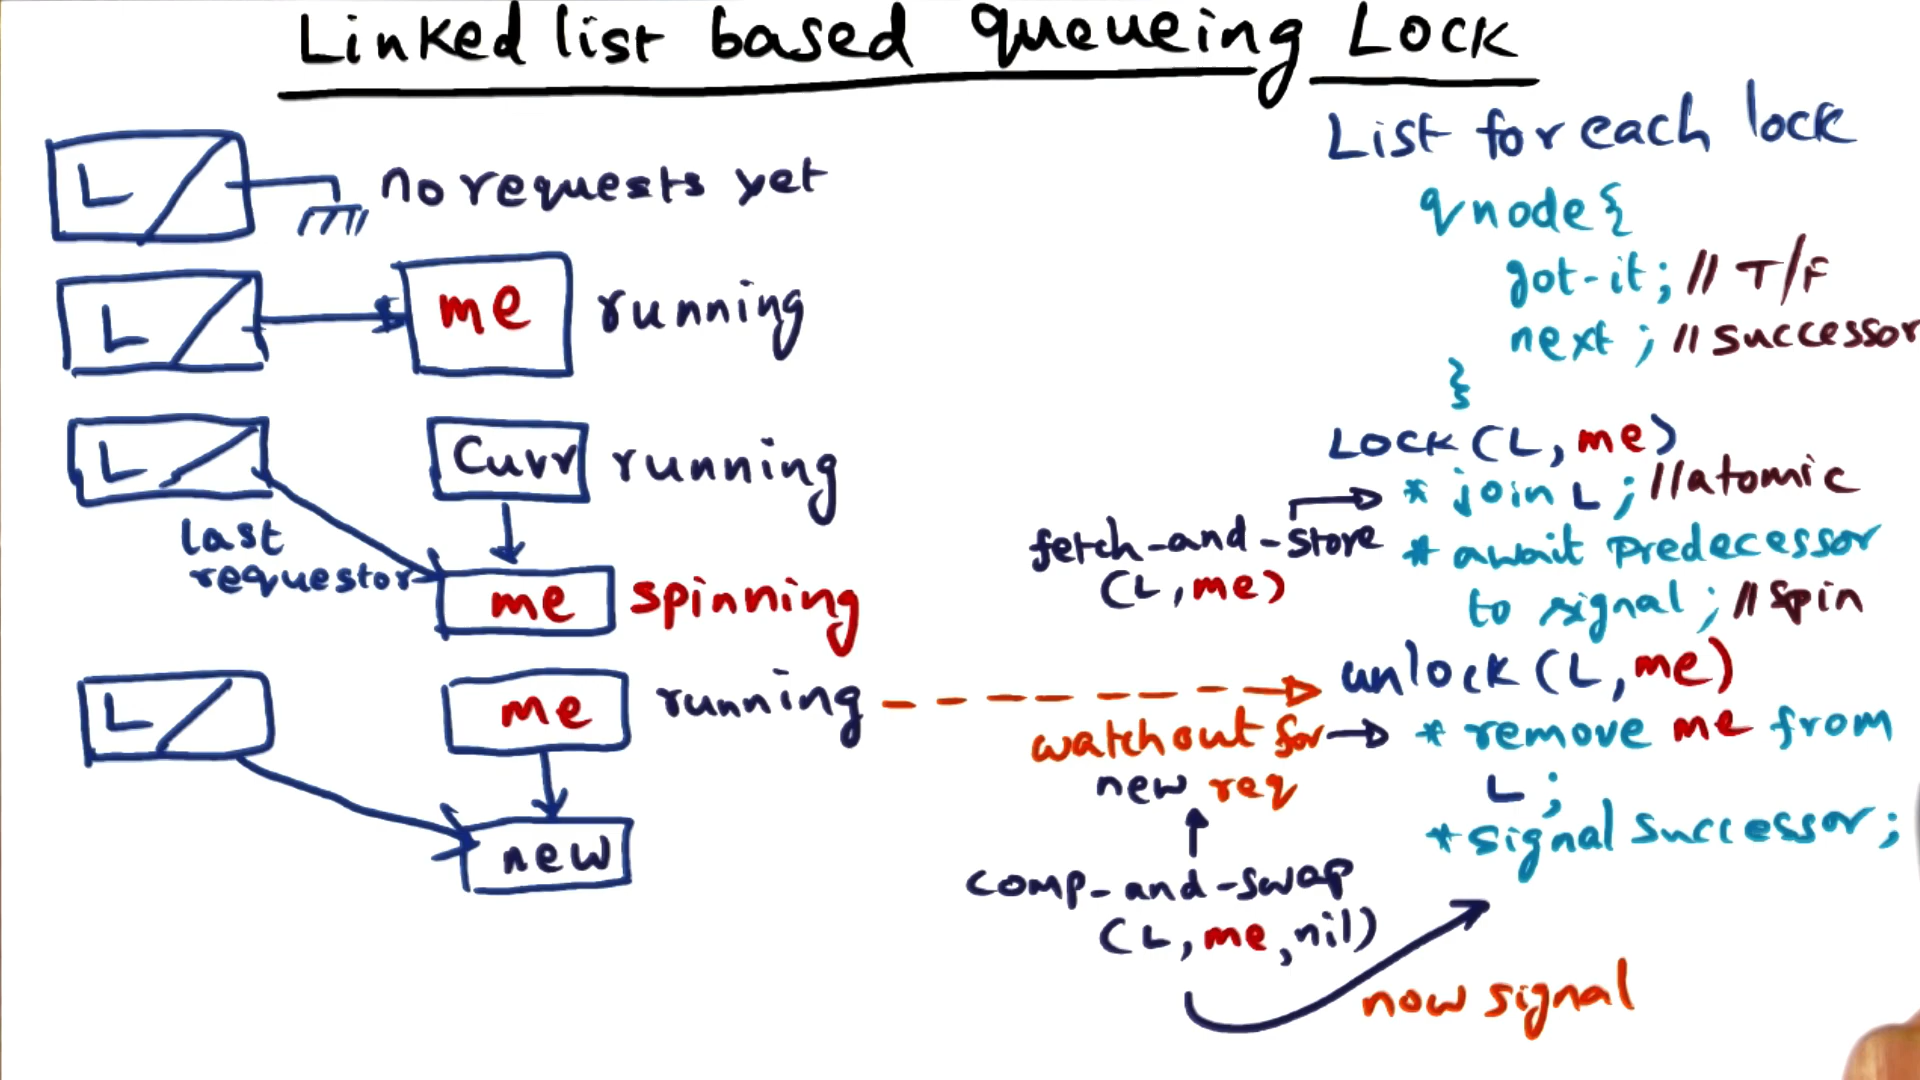 Linked list based queueing Lock
L no requests yet
L me running
L Curr running
last
requestor
me spinning
L me running
new
List for each lock
qnode{
got-it; // T/F
next; // successor
}
LOCK(L, me)
* join L; //atomic
fetch-and-store
(L, me)
* await predecessor
to signal; // spin
unlock(L, me)
watch out for
new req
* remove me from
L;
* signal successor;
comp-and-swap
(L, me, nil)
now signal